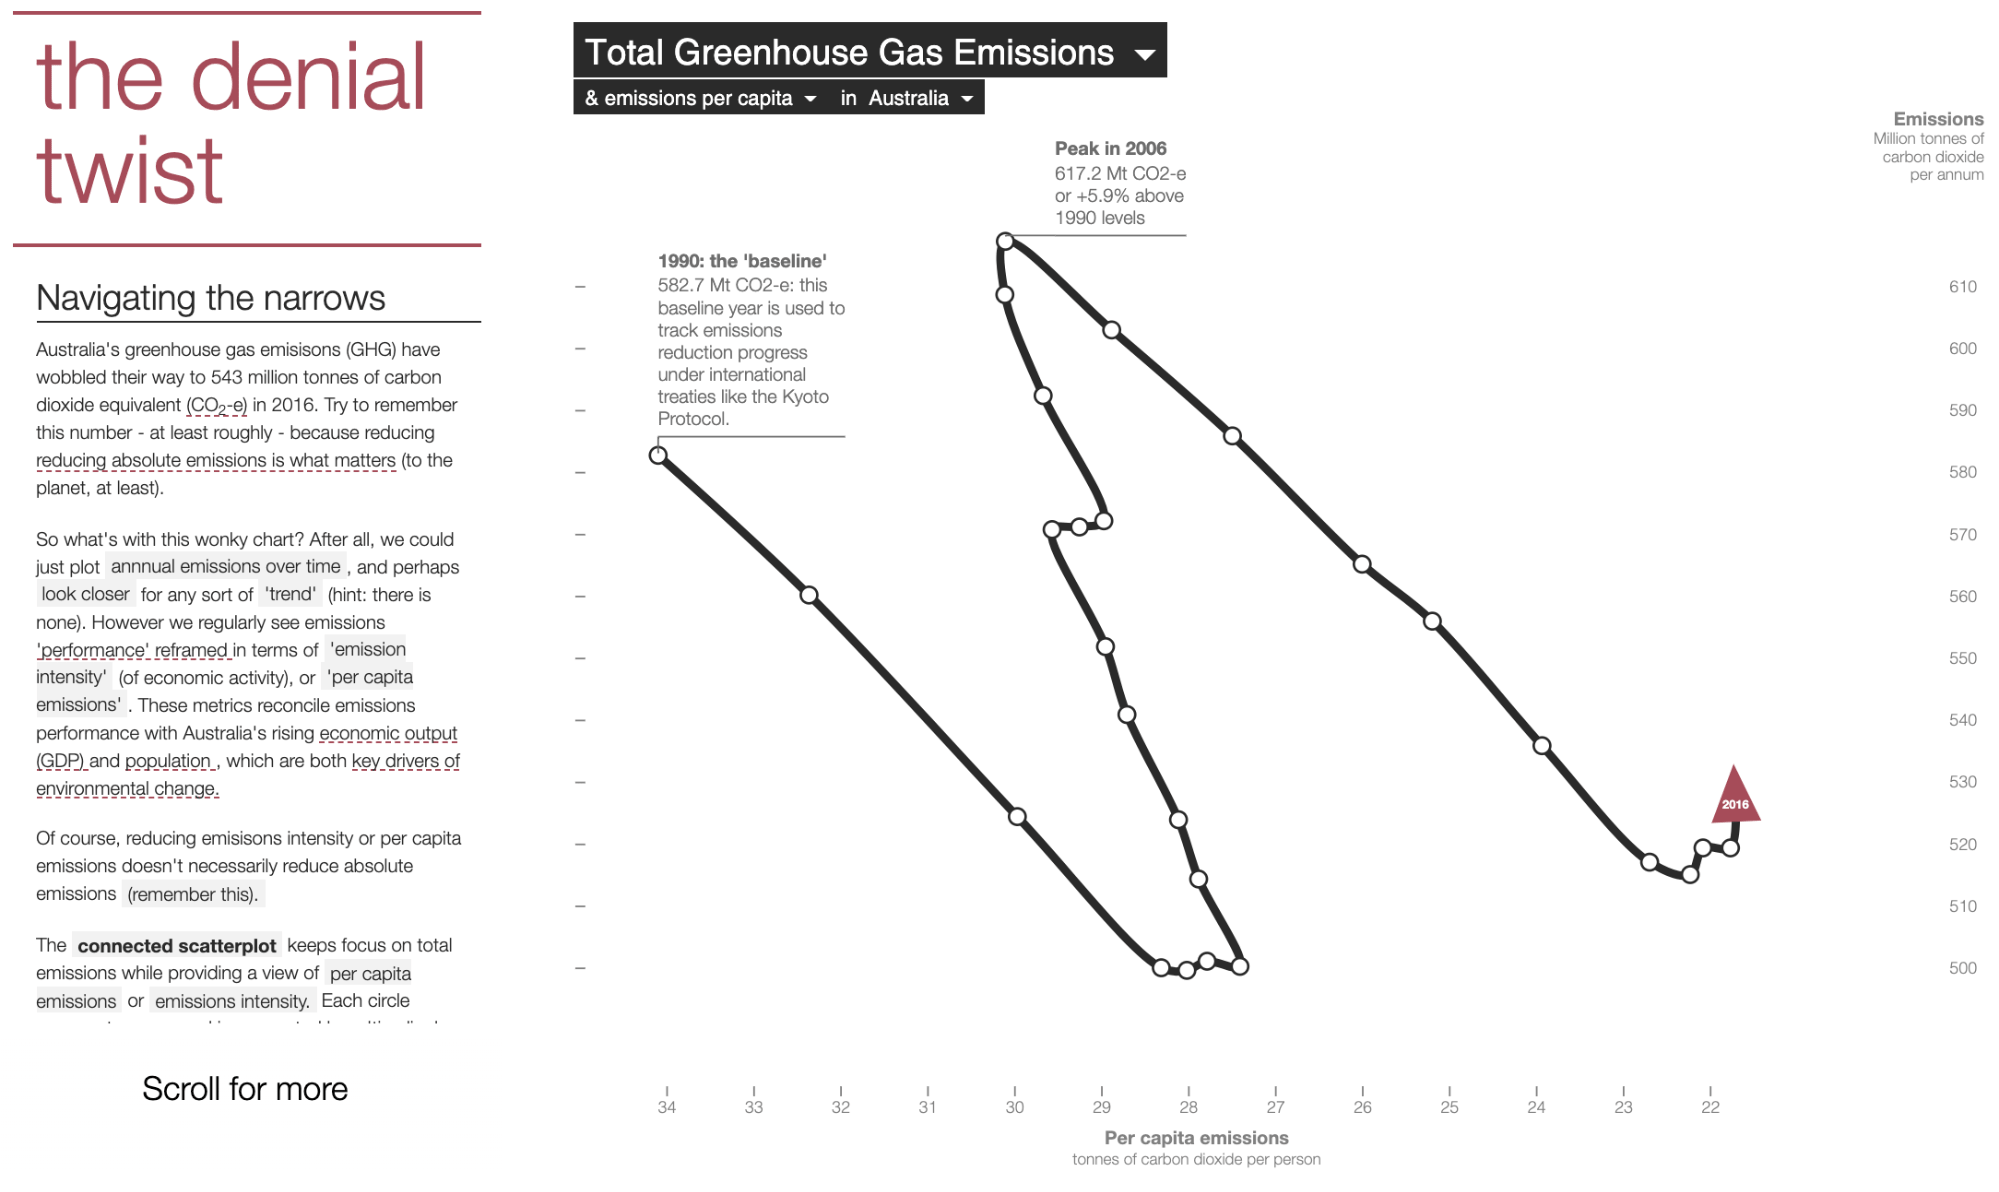 the denial
twist
Navigating the narrows
Australia's greenhouse gas emisisons (GHG) have
wobbled their way to 543 million tonnes of carbon
dioxide equivalent (CO2-e) in 2016. Try to remember
this number - at least roughly - because reducing
reducing absolute emissions is what matters (to the
planet, at least).
So what's with this wonky chart? After all, we could
just plot annnual emissions over time, and perhaps
look closer for any sort of 'trend' (hint: there is
none). However we regularly see emissions
'performance' reframed in terms of 'emission
intensity' (of economic activity), or 'per capita
emissions'. These metrics reconcile emissions
performance with Australia's rising economic output
(GDP) and population, which are both key drivers of
environmental change.
Of course, reducing emisisons intensity or per capita
emissions doesn't necessarily reduce absolute
emissions (remember this).
The connected scatterplot keeps focus on total
emissions while providing a view of per capita
emissions or emissions intensity. Each circle
Scroll for more
Total Greenhouse Gas Emissions
& emissions per capita in Australia
Emissions
Million tonnes of
carbon dioxide
per annum
Peak in 2006
617.2 Mt CO2-e
or +5.9% above
1990 levels
1990: the 'baseline'
582.7 Mt CO2-e: this
baseline year is used to
track emissions
reduction progress
under international
treaties like the Kyoto
Protocol.
610
600
590
580
570
560
550
540
530
520
510
500
2016
34 33 32 31 30 29 28 27 26 25 24 23 22
Per capita emissions
tonnes of carbon dioxide per person